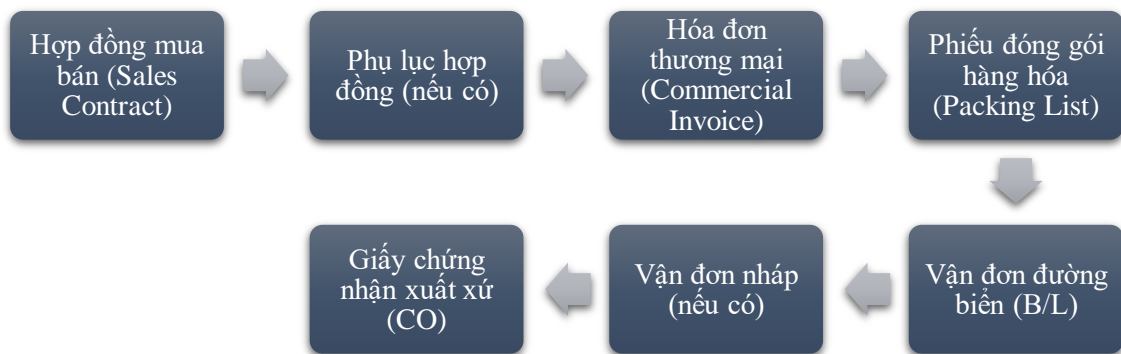 Hợp đồng mua
bán (Sales
Contract)
Phụ lục hợp
đồng (nếu có)
Hóa đơn
thương mại
(Commercial
Invoice)
Phiếu đóng gói
hàng hóa
(Packing List)
Vận đơn đường
biển (B/L)
Vận đơn nháp
(nếu có)
Giấy chứng
nhận xuất xứ
(CO)